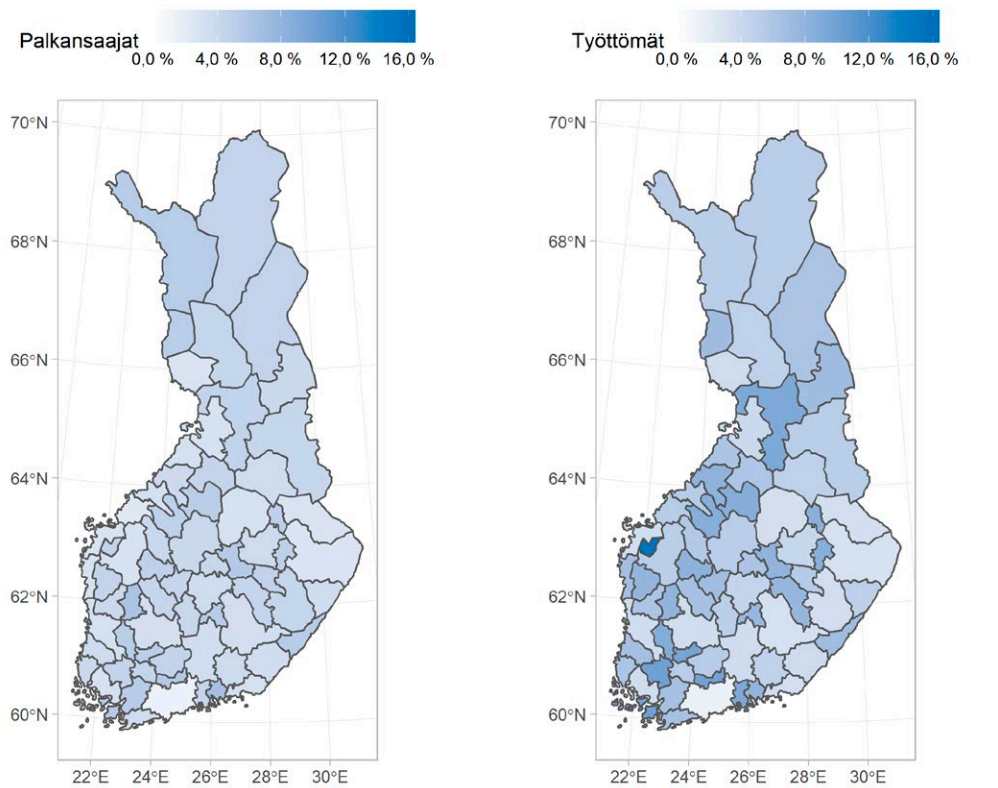 Palkansaajat
0,0 % 4,0 % 8,0 % 12,0 % 16,0 %
70°N
68°N
66°N
64°N
62°N
60°N
22°E 24°E 26°E 28°E 30°E
Työttömät
0,0 % 4,0 % 8,0 % 12,0 % 16,0 %
70°N
68°N
66°N
64°N
62°N
60°N
22°E 24°E 26°E 28°E 30°E